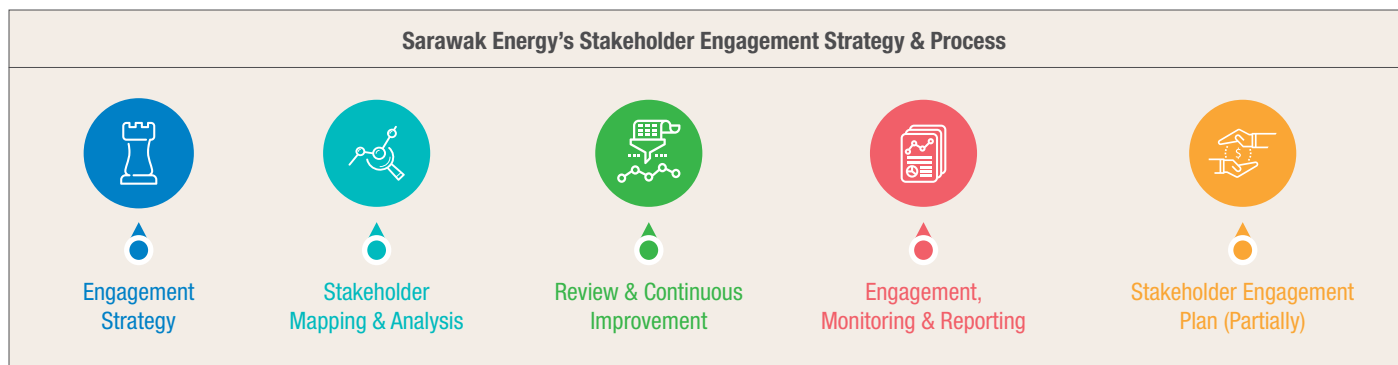 Sarawak Energy’s Stakeholder Engagement Strategy & Process
Engagement
Strategy
Stakeholder
Mapping & Analysis
Review & Continuous
Improvement
Engagement,
Monitoring & Reporting
$
Stakeholder Engagement
Plan (Partially)